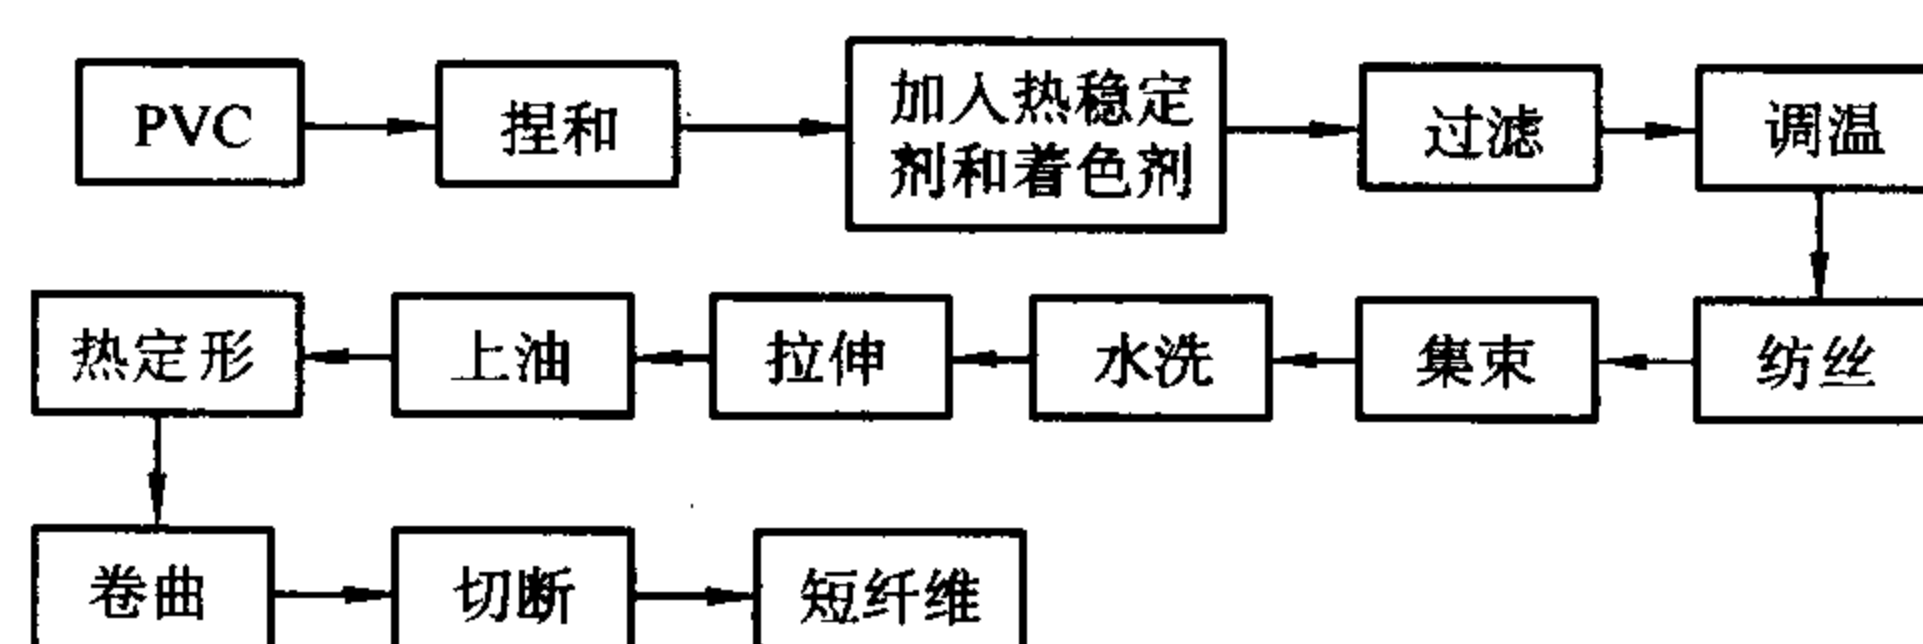 PVC
捏和
加入热稳定
剂和着色剂
过滤
调温
纺丝
集束
水洗
拉伸
上油
热定形
卷曲
切断
短纤维